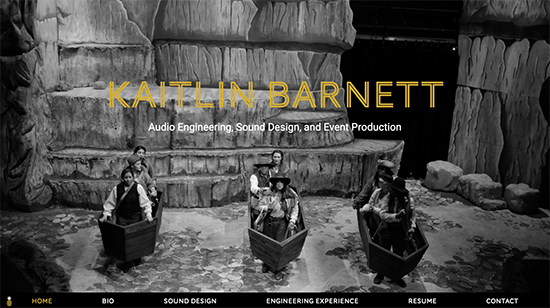 KAITLIN BARNETT
Audio Engineering, Sound Design, and Event Production
HOME BIO SOUND DESIGN ENGINEERING EXPERIENCE RESUME CONTACT